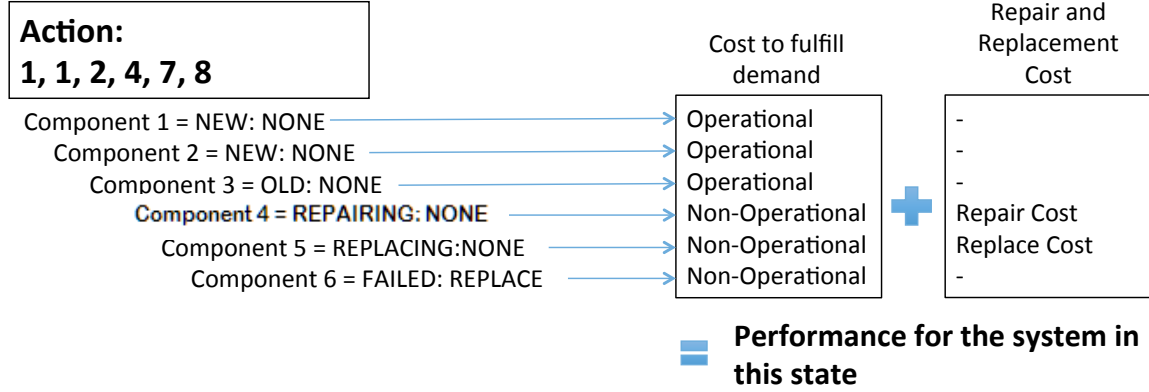 Action:
1, 1, 2, 4, 7, 8
Cost to fulfill
demand
Repair and
Replacement
Cost
Component 1 = NEW: NONE
Operational
-
Component 2 = NEW: NONE
Operational
-
Component 3 = OLD: NONE
Operational
-
Component 4 = REPAIRING: NONE
Non-Operational
Repair Cost
Component 5 = REPLACING:NONE
Non-Operational
Replace Cost
Component 6 = FAILED: REPLACE
Non-Operational
-
Performance for the system in
this state